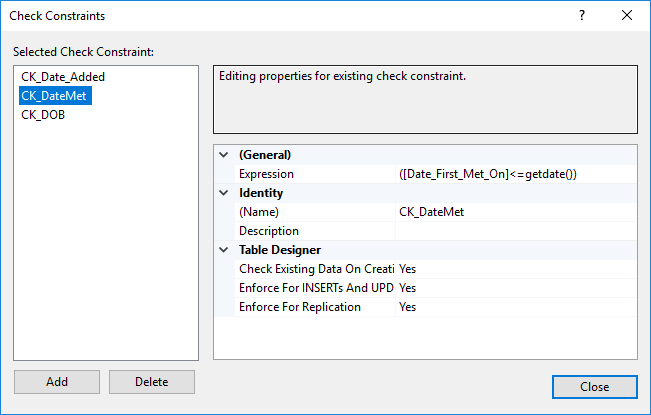 Check Constraints
?
Selected Check Constraint:
CK_Date_Added
CK_DateMet
CK_DOB
Add
Delete
Editing properties for existing check constraint.
(General)
Expression ([Date_First_Met_On]<=getdate())
Identity
(Name) CK_DateMet
Description
Table Designer
Check Existing Data On Creati Yes
Enforce For INSERTs And UPD Yes
Enforce For Replication Yes
Close